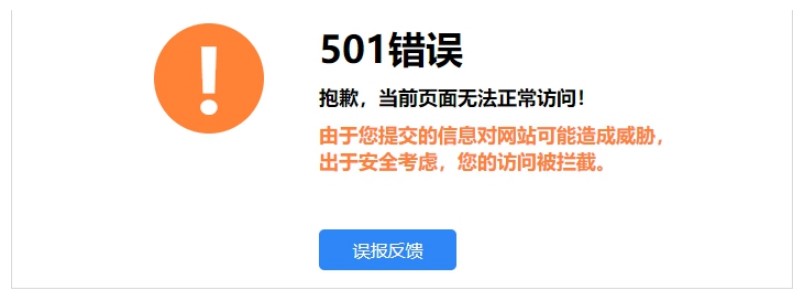 501错误
抱歉，当前页面无法正常访问！
由于您提交的信息对网站可能造成威胁，
出于安全考虑，您的访问被拦截。
误报反馈